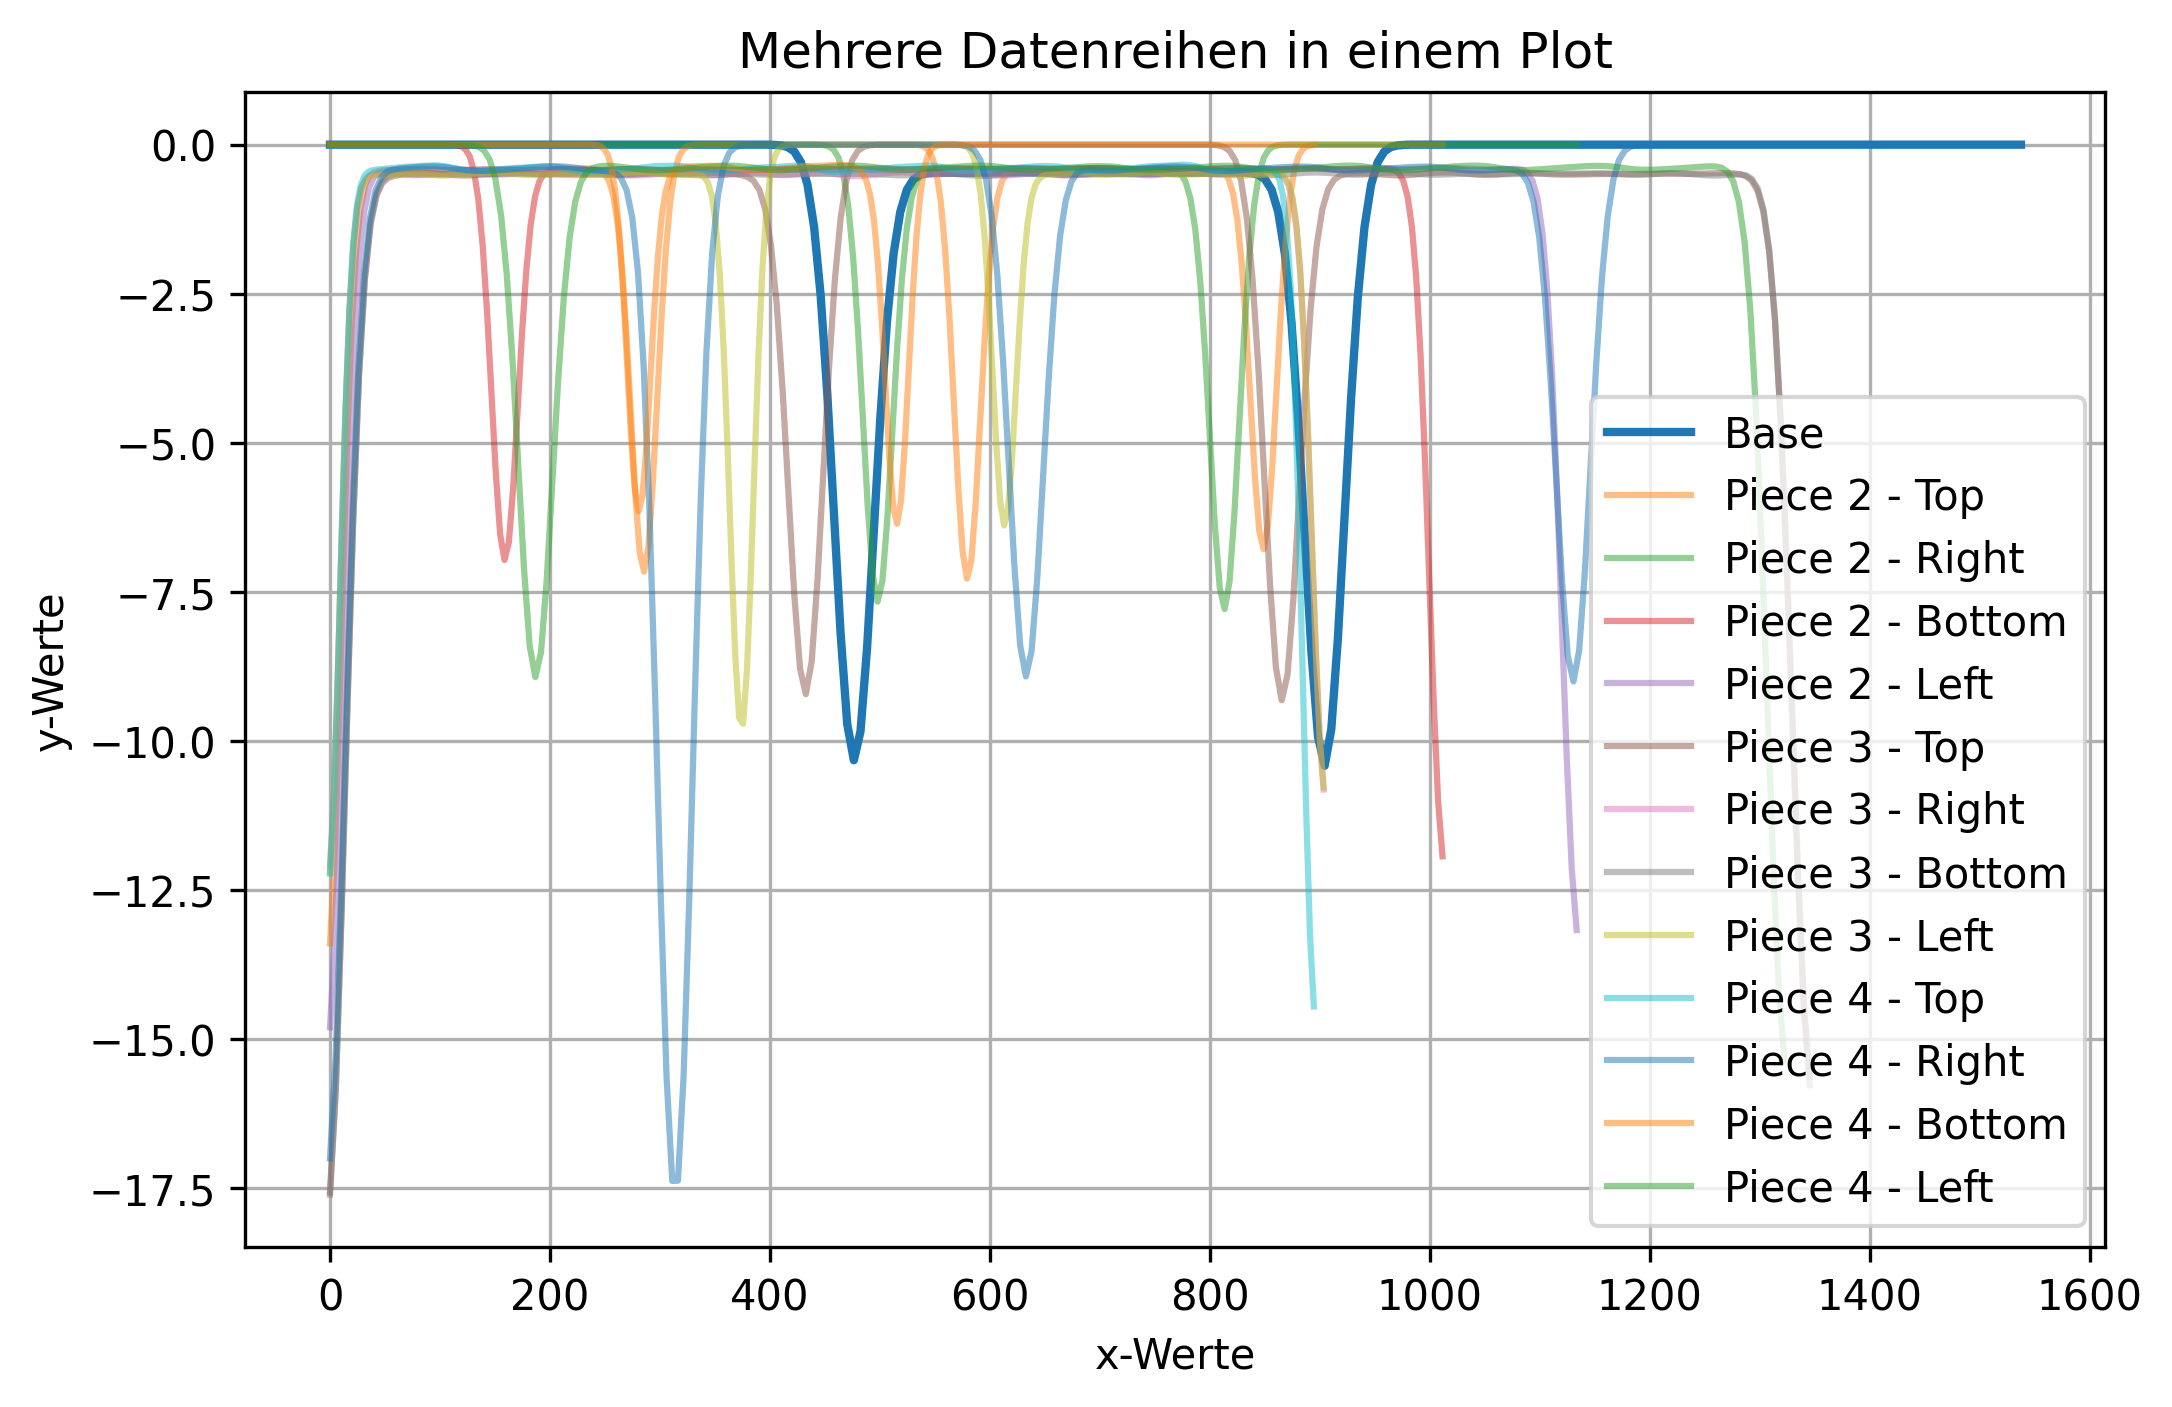 Mehrere Datenreihen in einem Plot
y-Werte
0.0
−2.5
−5.0
−7.5
−10.0
−12.5
−15.0
−17.5
Base
Piece 2 - Top
Piece 2 - Right
Piece 2 - Bottom
Piece 2 - Left
Piece 3 - Top
Piece 3 - Right
Piece 3 - Bottom
Piece 3 - Left
Piece 4 - Top
Piece 4 - Right
Piece 4 - Bottom
Piece 4 - Left
0 200 400 600 800 1000 1200 1400 1600
x-Werte